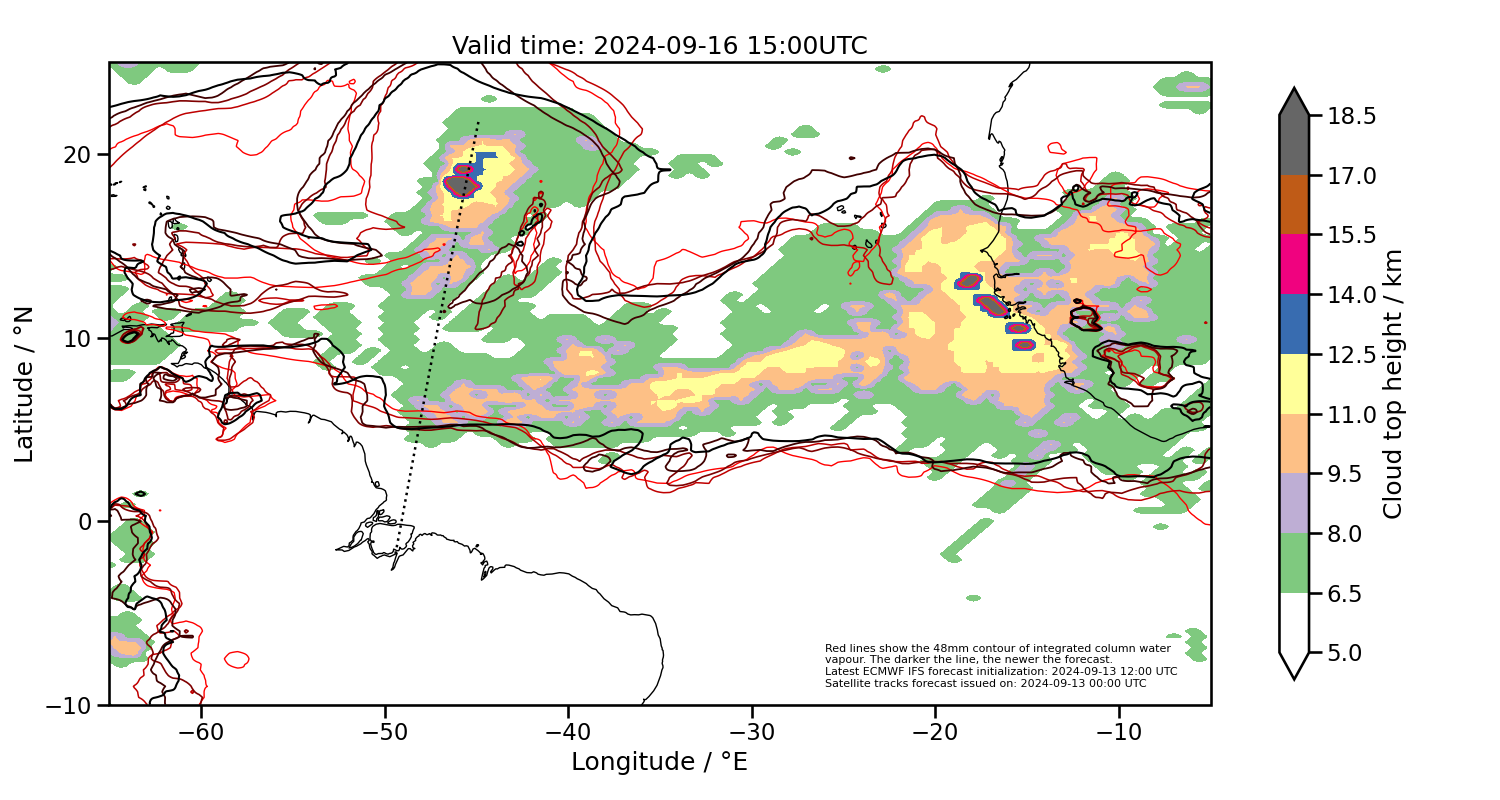 Valid time: 2024-09-16 15:00UTC
Latitude / °N
20
10
0
−10
−60
−50
−40
−30
−20
−10
Longitude / °E
Red lines show the 48mm contour of integrated column water
vapour. The darker the line, the newer the forecast.
Latest ECMWF IFS forecast initialization: 2024-09-13 12:00 UTC
Satellite tracks forecast issued on: 2024-09-13 00:00 UTC
18.5
17.0
15.5
14.0
12.5
11.0
9.5
8.0
6.5
5.0
Cloud top height / km